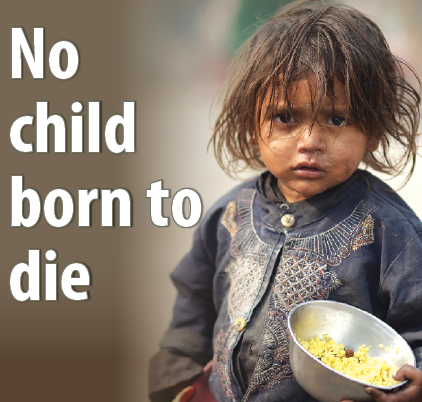 No
child
born to
die